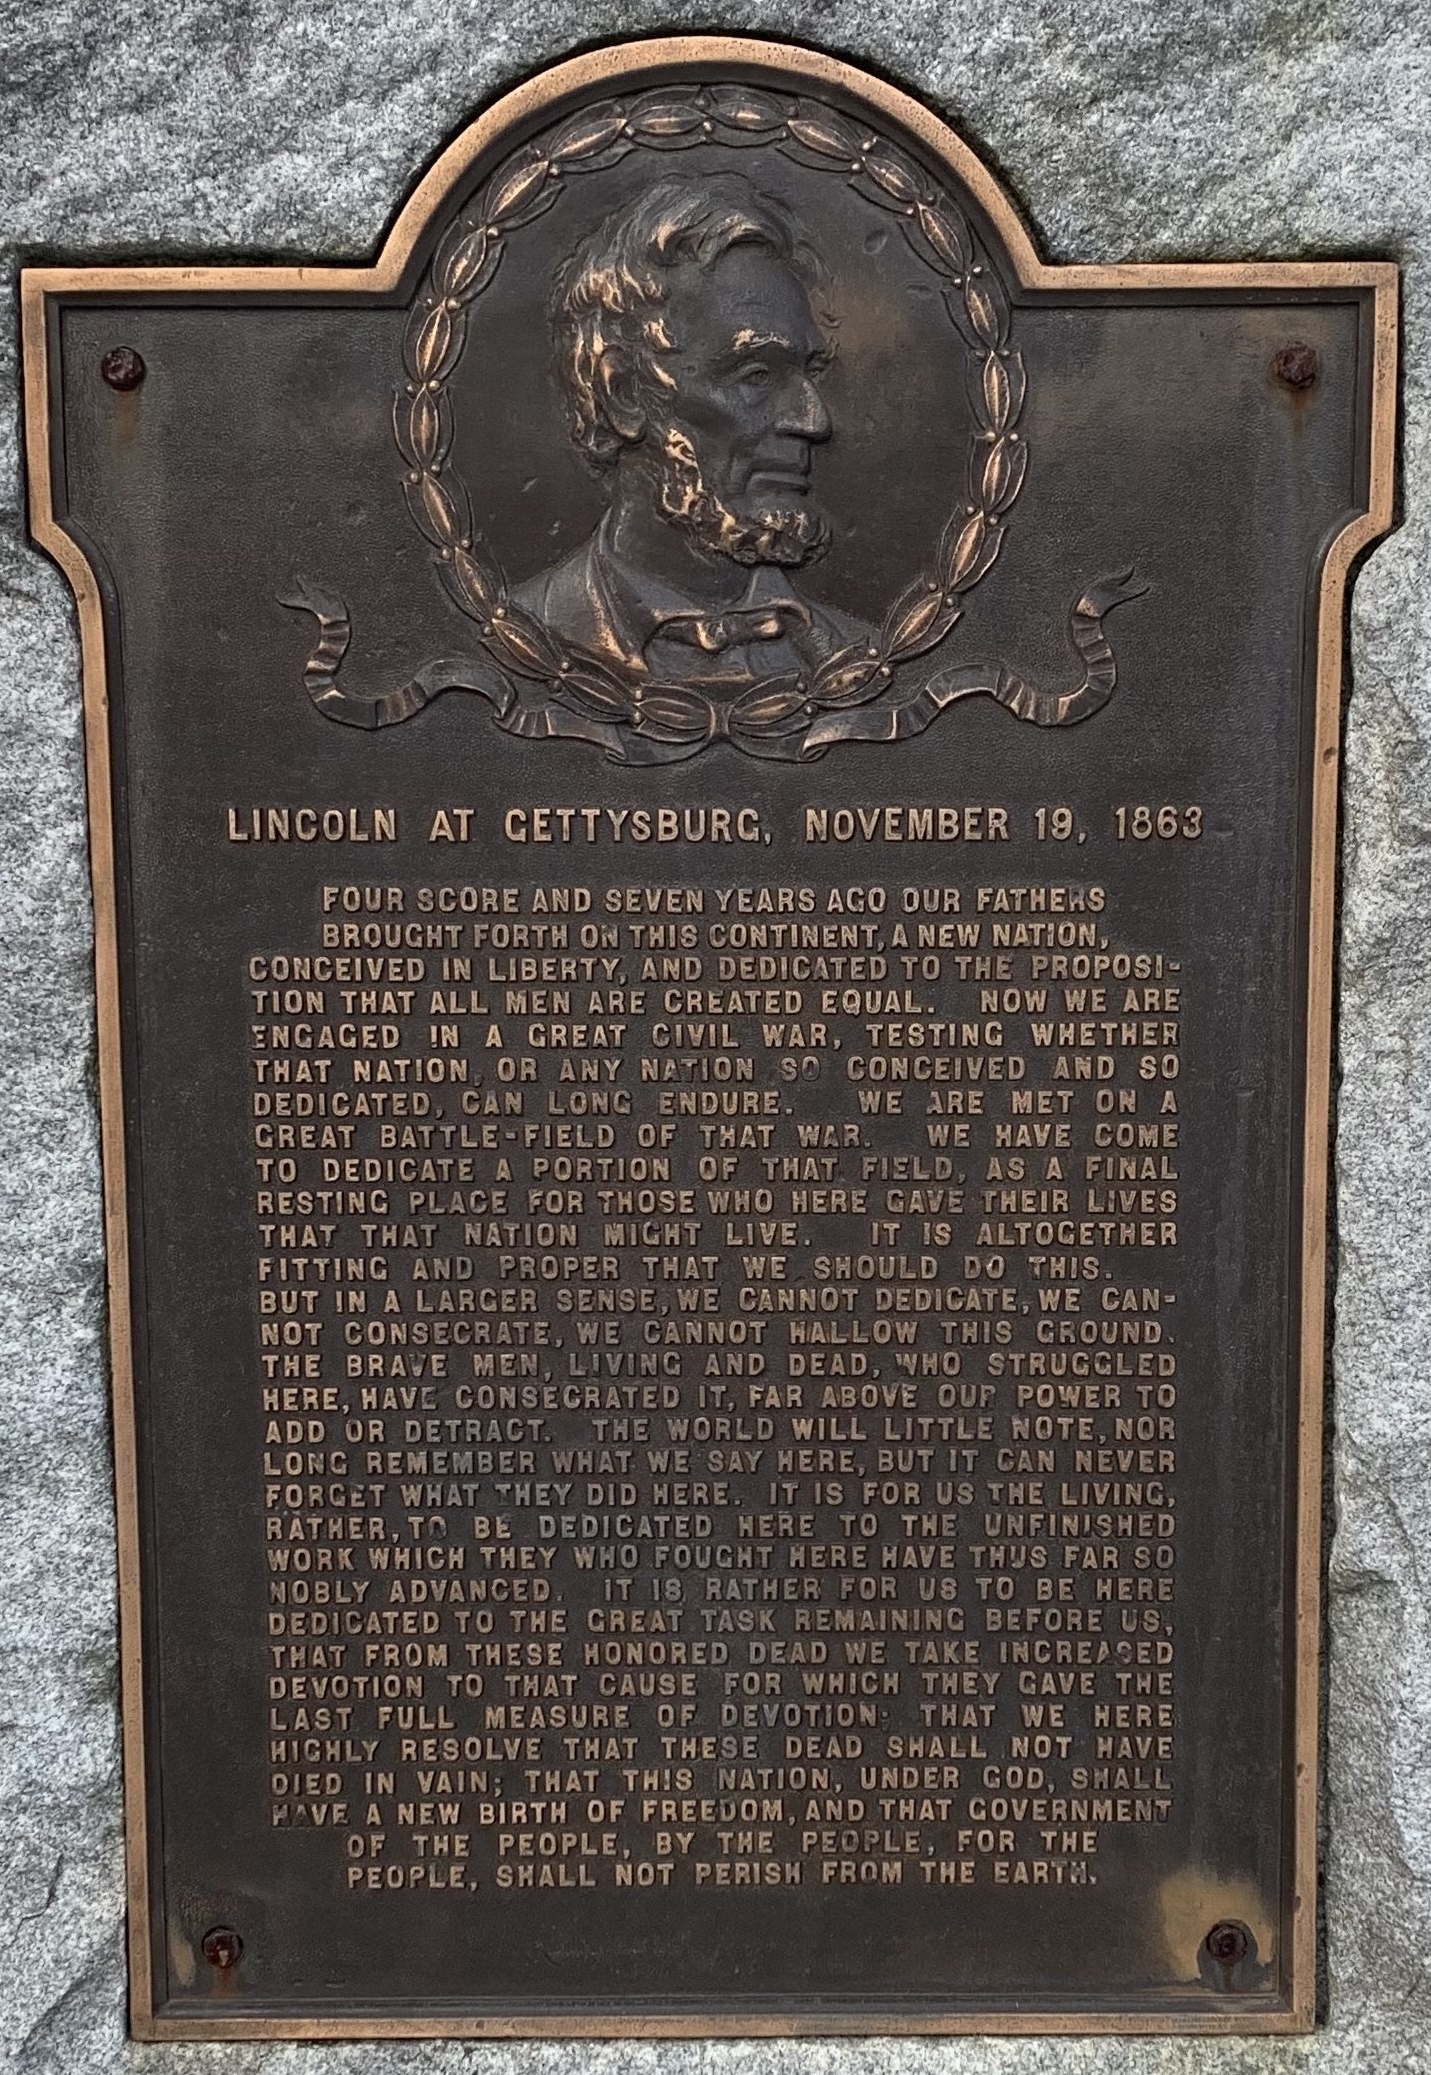 LINCOLN AT GETTYSBURG, NOVEMBER 19, 1863
FOUR SCORE AND SEVEN YEARS AGO OUR FATHERS
BROUGHT FORTH ON THIS CONTINENT, A NEW NATION,
CONCEIVED IN LIBERTY, AND DEDICATED TO THE PROPOSI-
TION THAT ALL MEN ARE CREATED EQUAL. NOW WE ARE
ENGAGED IN A GREAT CIVIL WAR, TESTING WHETHER
THAT NATION, OR ANY NATION SO CONCEIVED AND SO
DEDICATED, CAN LONG ENDURE. WE ARE MET ON A
GREAT BATTLE-FIELD OF THAT WAR. WE HAVE COME
TO DEDICATE A PORTION OF THAT FIELD, AS A FINAL
RESTING PLACE FOR THOSE WHO HERE GAVE THEIR LIVES
THAT THAT NATION MIGHT LIVE. IT IS ALTOGETHER
FITTING AND PROPER THAT WE SHOULD DO THIS.
BUT IN A LARGER SENSE, WE CANNOT DEDICATE, WE CAN-
NOT CONSECRATE, WE CANNOT HALLOW THIS GROUND.
THE BRAVE MEN, LIVING AND DEAD, WHO STRUGGLED
HERE, HAVE CONSECRATED IT, FAR ABOVE OUR POWER TO
ADD OR DETRACT. THE WORLD WILL LITTLE NOTE, NOR
LONG REMEMBER WHAT WE SAY HERE, BUT IT CAN NEVER
FORGET WHAT THEY DID HERE. IT IS FOR US THE LIVING,
RATHER, TO BE DEDICATED HERE TO THE UNFINISHED
WORK WHICH THEY WHO FOUGHT HERE HAVE THUS FAR SO
NOBLY ADVANCED. IT IS RATHER FOR US TO BE HERE
DEDICATED TO THE GREAT TASK REMAINING BEFORE US,
THAT FROM THESE HONORED DEAD WE TAKE INCREASED
DEVOTION TO THAT CAUSE FOR WHICH THEY GAVE THE
LAST FULL MEASURE OF DEVOTION; THAT WE HERE
HIGHLY RESOLVE THAT THESE DEAD SHALL NOT HAVE
DIED IN VAIN; THAT THIS NATION, UNDER GOD, SHALL
HAVE A NEW BIRTH OF FREEDOM, AND THAT GOVERNMENT
OF THE PEOPLE, BY THE PEOPLE, FOR THE
PEOPLE, SHALL NOT PERISH FROM THE EARTH.